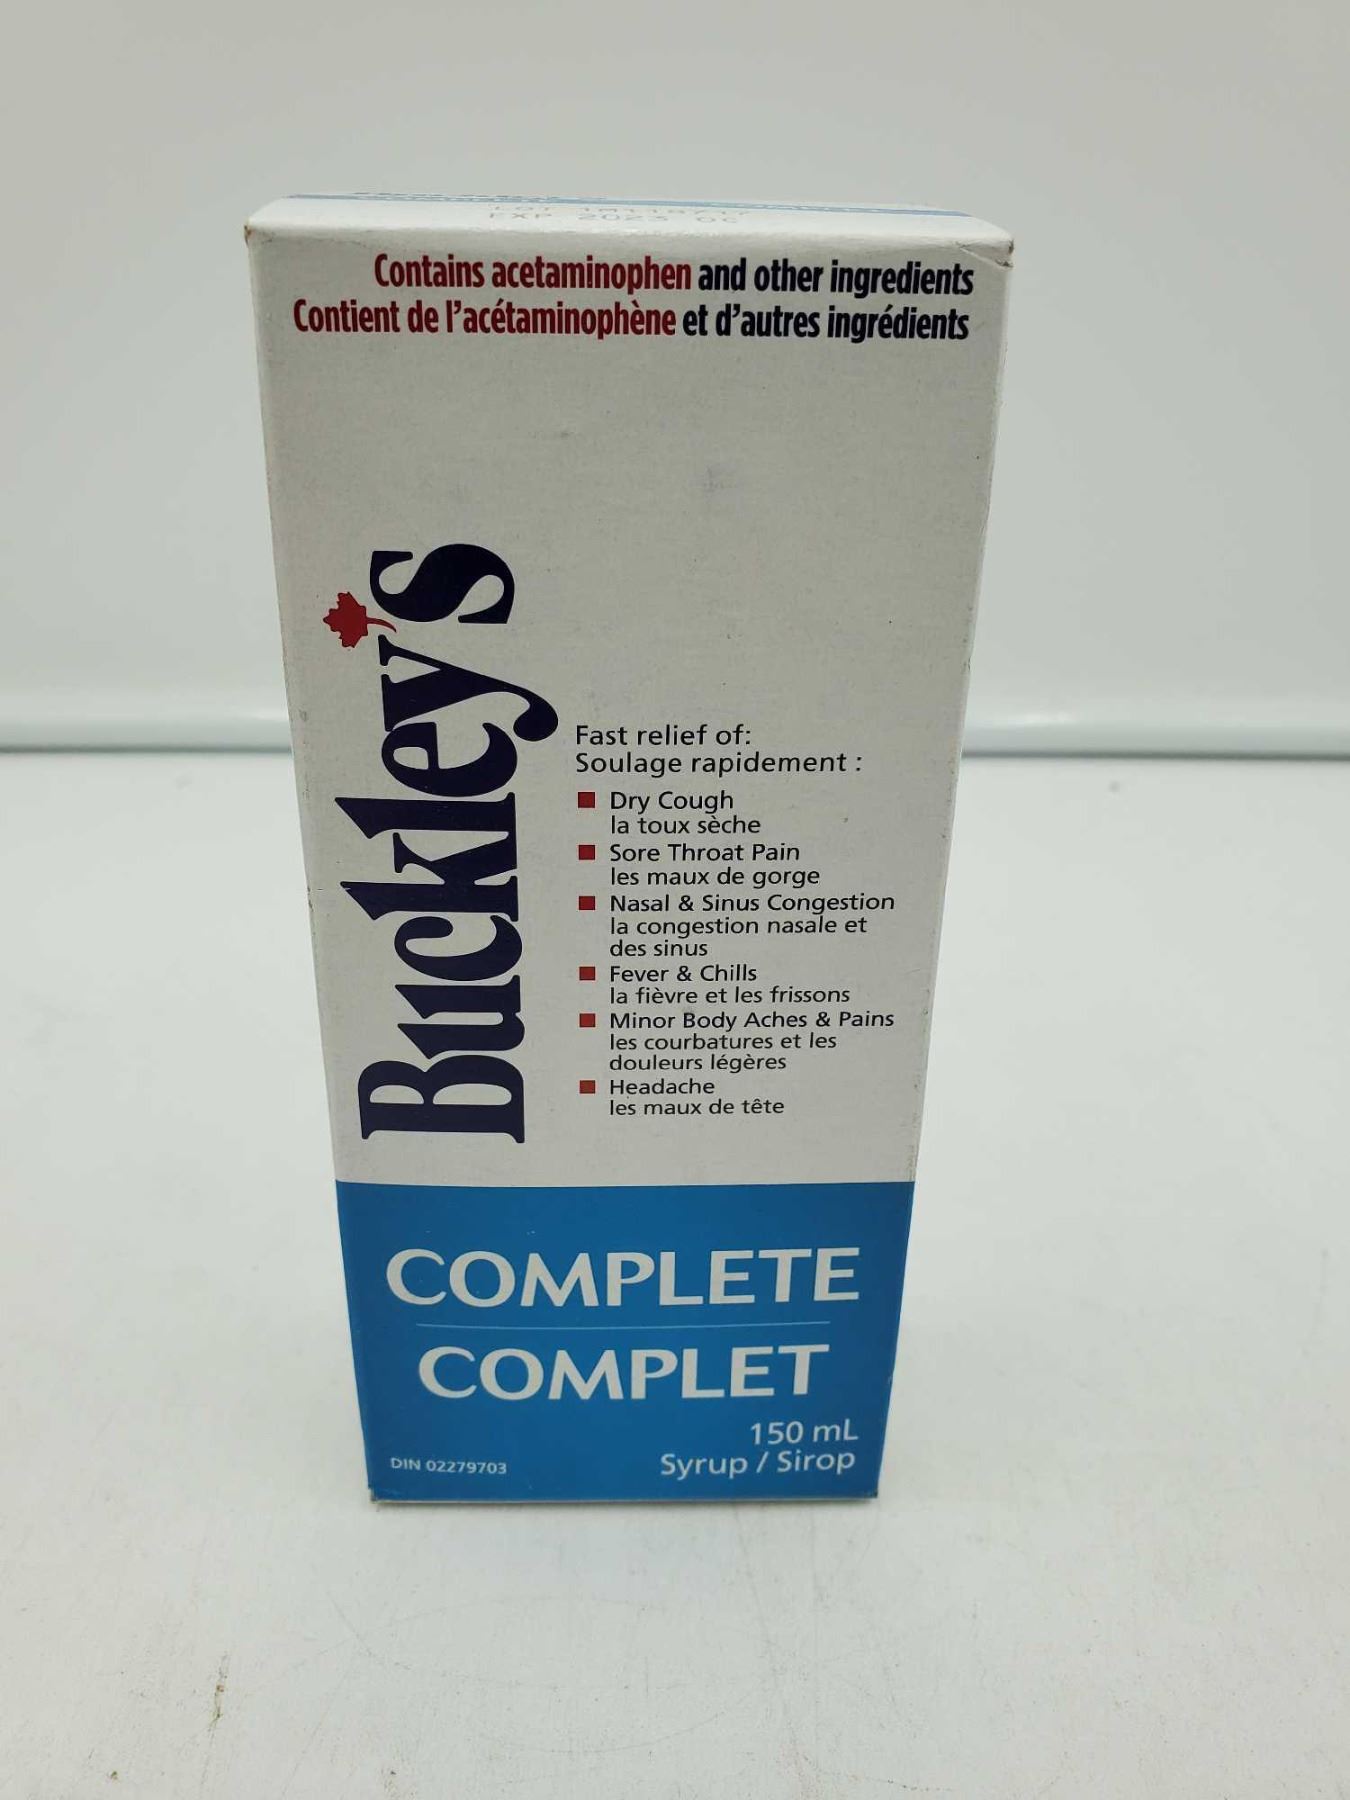 EXP 2023
Contains acetaminophen and other ingredients
Contient de l'acétaminophène et d'autres ingrédients
Buckley's
Fast relief of:
Soulage rapidement :
Dry Cough
la toux sèche
Sore Throat Pain
les maux de gorge
Nasal & Sinus Congestion
la congestion nasale et
des sinus
Fever & Chills
la fièvre et les frissons
Minor Body Aches & Pains
les courbatures et les
douleurs légères
Headache
les maux de tête
COMPLETE
COMPLET
150 mL
Syrup / Sirop
DIN 02279703